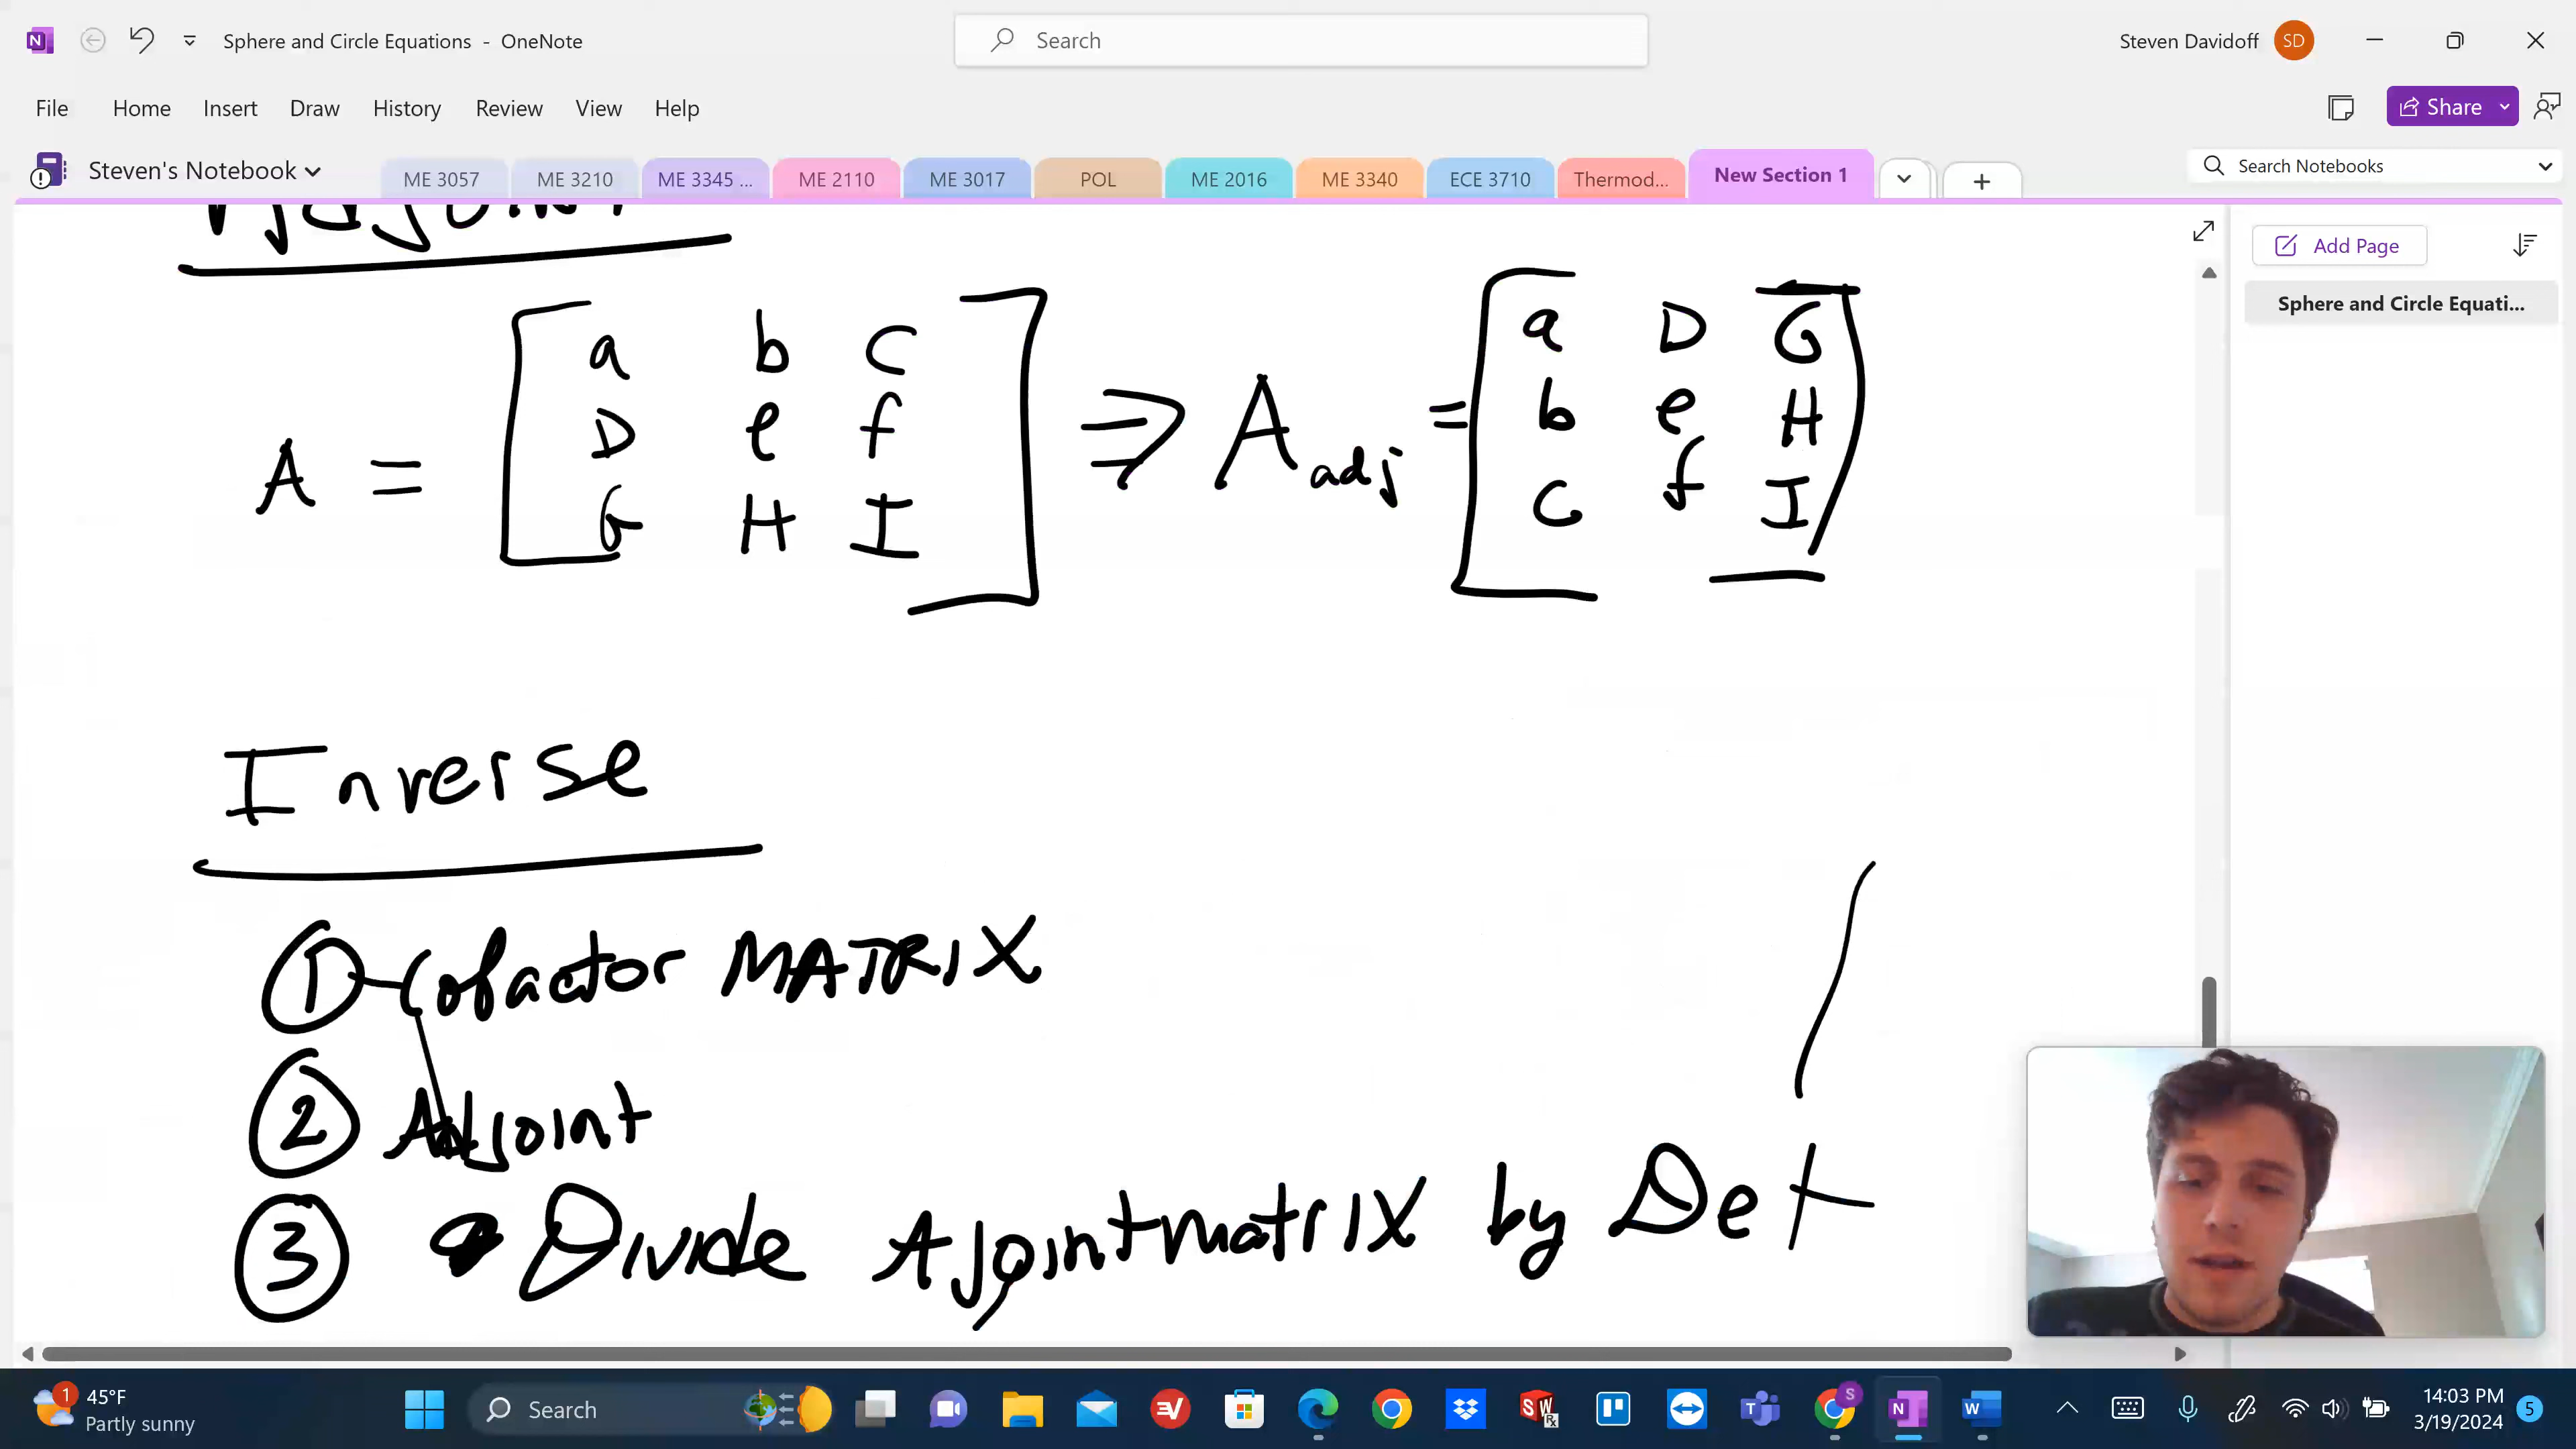 Sphere and Circle Equations - OneNote
Search
Steven Davidoff
SD
File Home Insert Draw History Review View Help
Share
Steven's Notebook
ME 3057
ME 3210
ME 3345 ...
ME 2110
ME 3017
POL
ME 2016
ME 3340
ECE 3710
Thermod...
New Section 1
Search Notebooks
Add Page
Sphere and Circle Equati...
A = [ a b c
D e f
G H I ]
⇒ A adj = [ a D G
b e H
c f I ]
Inverse
① Cofactor MATRIX
② Adjoint
③ Divide Ajointmatrix by Det
1
45°F
Partly sunny
Search
14:03 PM
3/19/2024
5